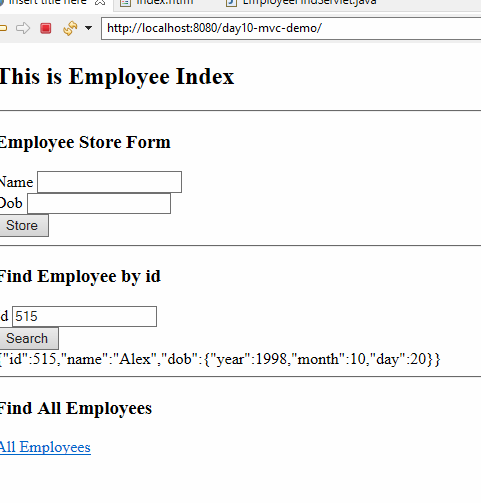 Insert title here
index.html
EmployeeFindServlet.java
http://localhost:8080/day10-mvc-demo/
This is Employee Index
Employee Store Form
Name
Dob
Store
Find Employee by id
Id 515
Search
{"id":515,"name":"Alex","dob":{"year":1998,"month":10,"day":20}}
Find All Employees
All Employees